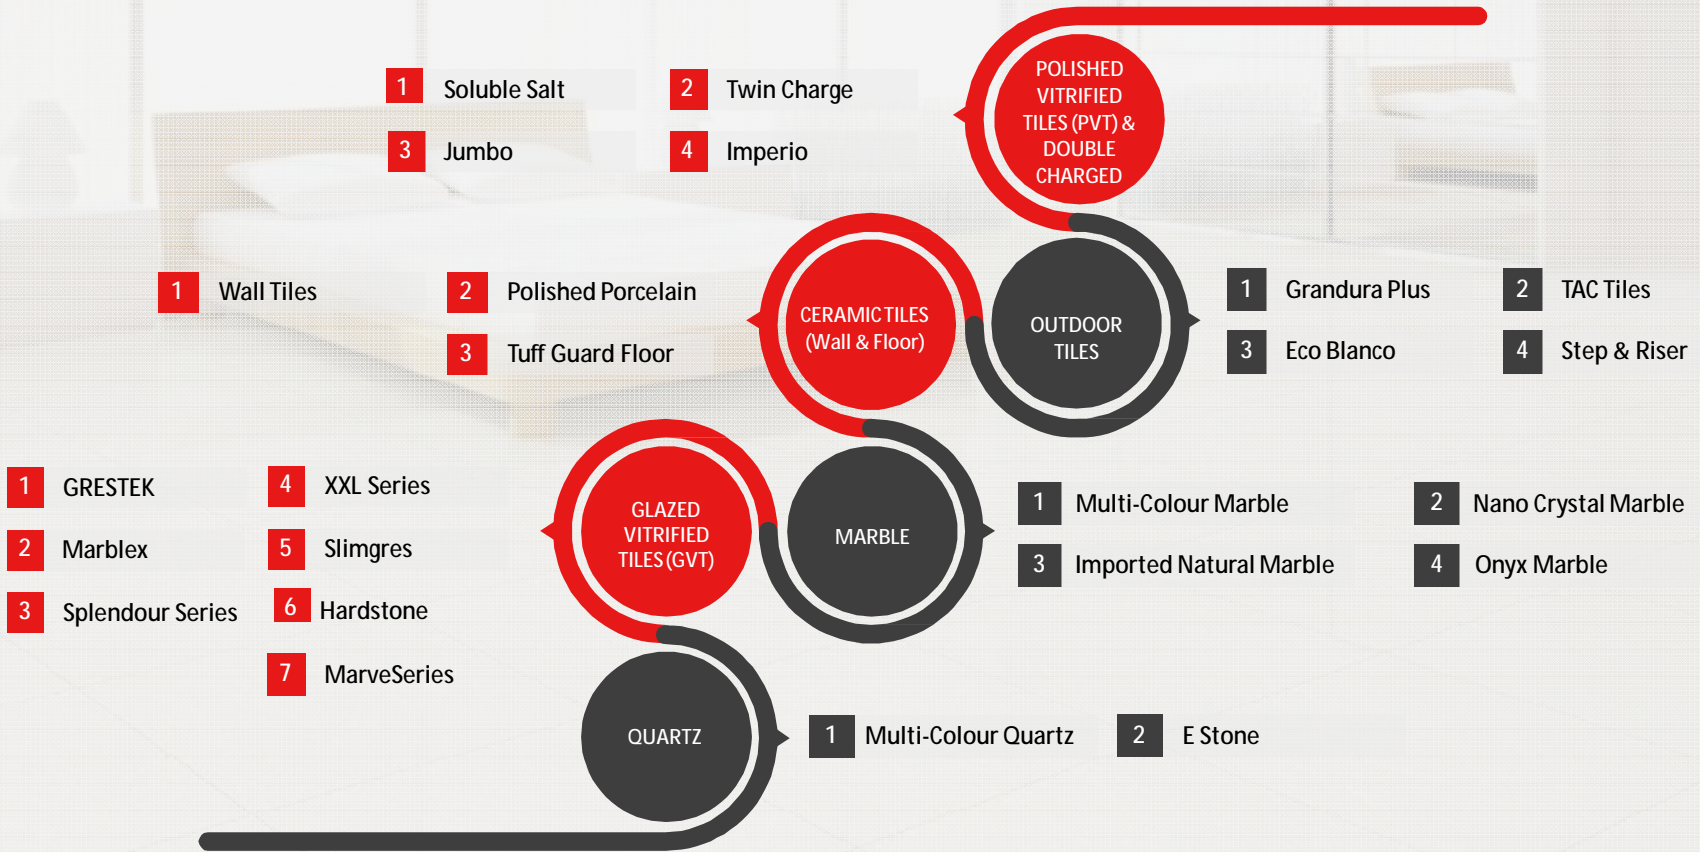 1 Soluble Salt 2 Twin Charge
3 Jumbo 4 Imperio
POLISHED
VITRIFIED
TILES (PVT) &
DOUBLE
CHARGED
1 Wall Tiles 2 Polished Porcelain
3 Tuff Guard Floor
CERAMIC TILES
(Wall & Floor)
OUTDOOR
TILES
1 Grandura Plus 2 TAC Tiles
3 Eco Blanco 4 Step & Riser
1 GRESTEK 4 XXL Series
2 Marblex 5 Slimgres
3 Splendour Series 6 Hardstone
7 MarveSeries
GLAZED
VITRIFIED
TILES (GVT)
MARBLE
1 Multi-Colour Marble 2 Nano Crystal Marble
3 Imported Natural Marble 4 Onyx Marble
QUARTZ
1 Multi-Colour Quartz 2 E Stone